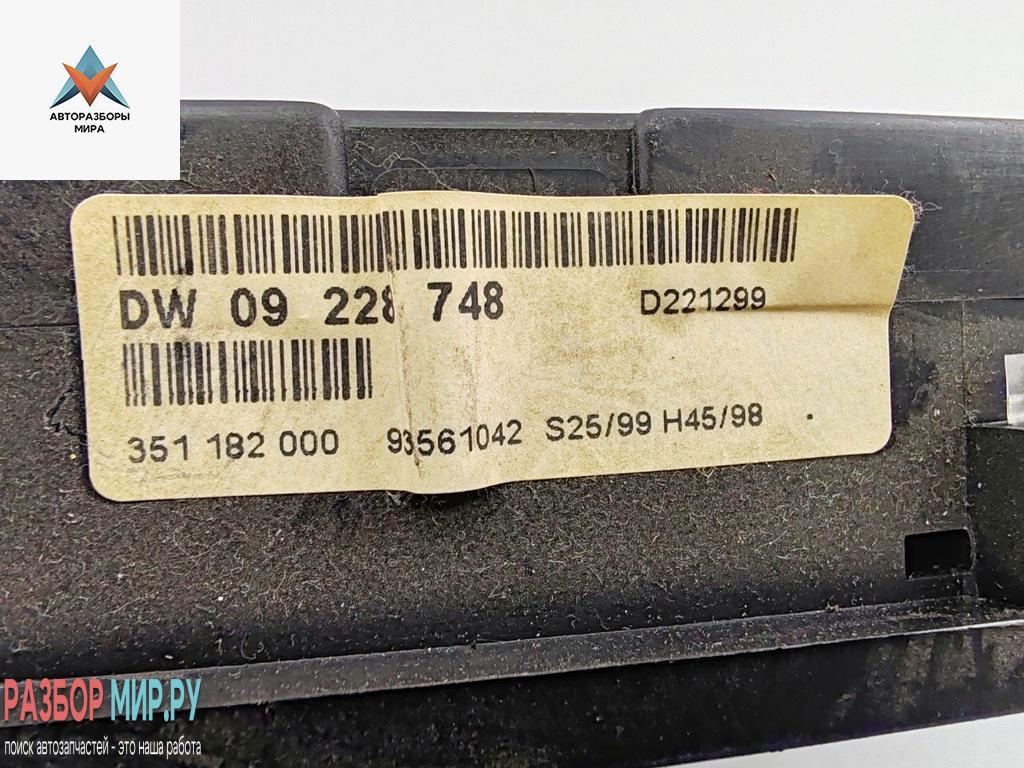 АВТОРАЗБОРЫ
МИРА
DW 09 228 748 D221299
351 182 000 93561042 S25/99 H45/98 .
РАЗБОР МИР.РУ
поиск автозапчастей - это наша работа